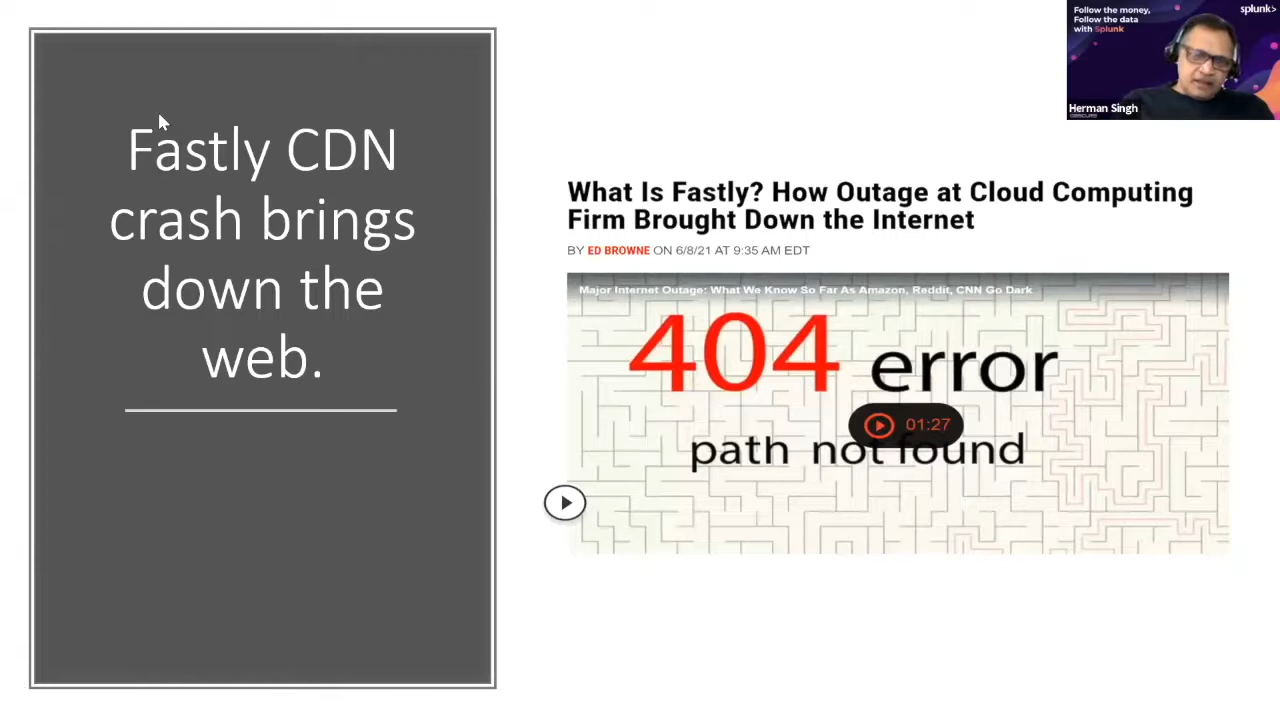 Fastly CDN
crash brings
down the
web.
Follow the money,
Follow the data
with Splunk
splunk>
Herman Singh
What Is Fastly? How Outage at Cloud Computing
Firm Brought Down the Internet
BY ED BROWNE ON 6/8/21 AT 9:35 AM EDT
Major Internet Outage: What We Know So Far As Amazon, Reddit, CNN Go Dark
404 error
01:27
path not found